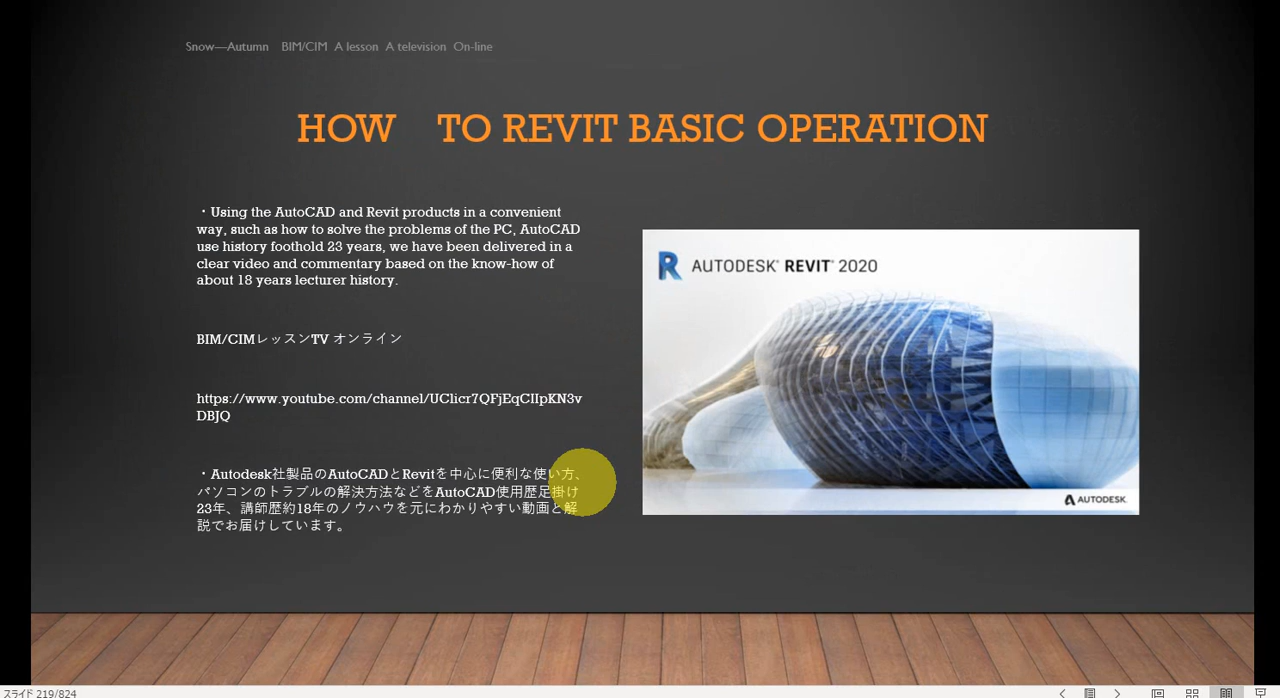 Snow—Autumn BIM/CIM A lesson A television On-line
HOW TO REVIT BASIC OPERATION
・Using the AutoCAD and Revit products in a convenient
way, such as how to solve the problems of the PC, AutoCAD
use history foothold 23 years, we have been delivered in a
clear video and commentary based on the know-how of
about 18 years lecturer history.
BIM/CIMレッスンTV オンライン
https://www.youtube.com/channel/UClicr7QFjEqCIIpKN3v
DBJQ
・Autodesk社製品のAutoCADとRevitを中心に便利な使い方、
パソコンのトラブルの解決方法などをAutoCAD使用歴足掛け
23年、講師歴約18年のノウハウを元にわかりやすい動画と解
説でお届けしています。
R AUTODESK® REVIT® 2020
AUTODESK.
スライド 219/824